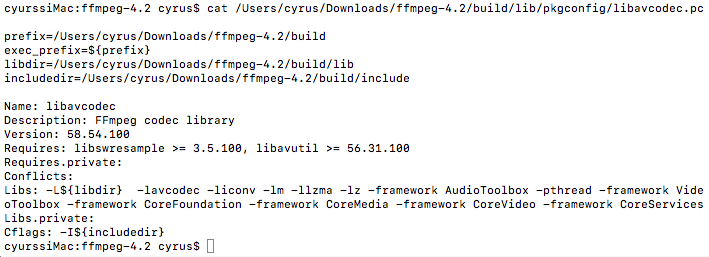 cyurssiMac:ffmpeg-4.2 cyrus$ cat /Users/cyrus/Downloads/ffmpeg-4.2/build/lib/pkgconfig/libavcodec.pc
prefix=/Users/cyrus/Downloads/ffmpeg-4.2/build
exec_prefix=${prefix}
libdir=/Users/cyrus/Downloads/ffmpeg-4.2/build/lib
includedir=/Users/cyrus/Downloads/ffmpeg-4.2/build/include
Name: libavcodec
Description: FFmpeg codec library
Version: 58.54.100
Requires: libswresample >= 3.5.100, libavutil >= 56.31.100
Requires.private:
Conflicts:
Libs: -L${libdir}  -lavcodec -liconv -lm -llzma -lz -framework AudioToolbox -pthread -framework Vide
oToolbox -framework CoreFoundation -framework CoreMedia -framework CoreVideo -framework CoreServices
Libs.private:
Cflags: -I${includedir}
cyurssiMac:ffmpeg-4.2 cyrus$